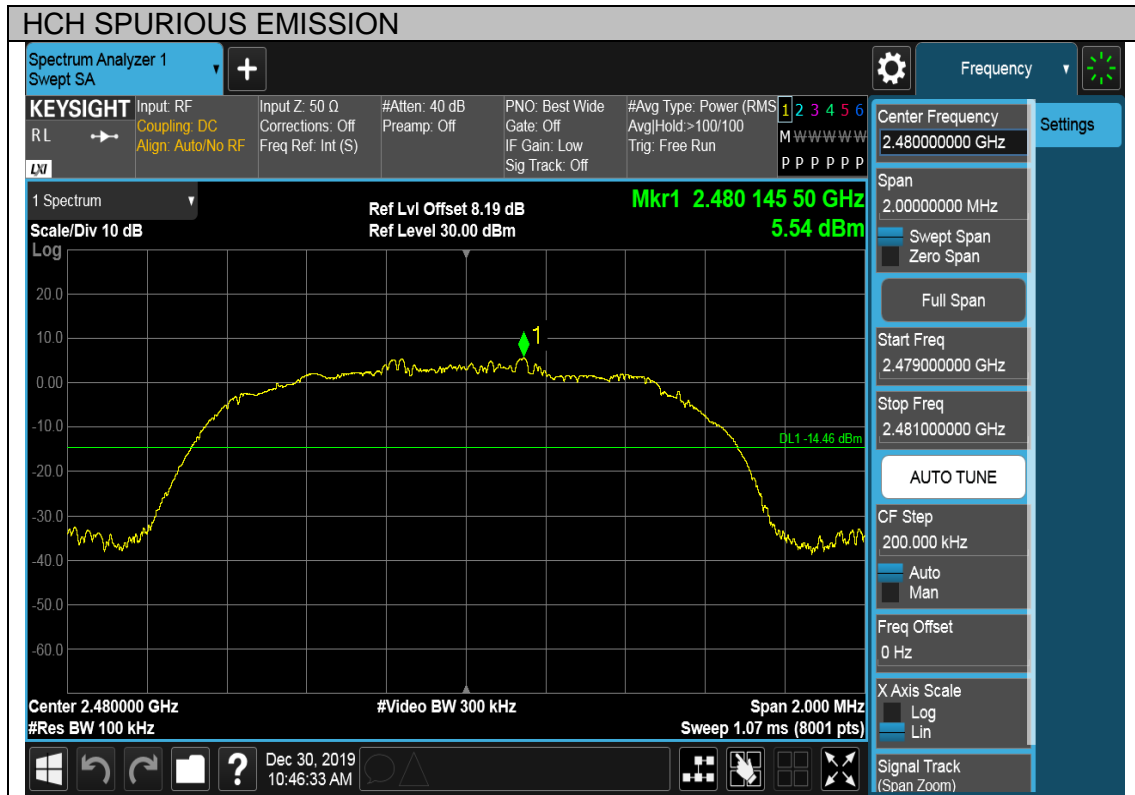 HCH SPURIOUS EMISSION
Spectrum Analyzer 1
Swept SA
+
Frequency
KEYSIGHT
RL
LXI
Input: RF
Coupling: DC
Align: Auto/No RF
Input Z: 50 Ω
Corrections: Off
Freq Ref: Int (S)
#Atten: 40 dB
Preamp: Off
PNO: Best Wide
Gate: Off
IF Gain: Low
Sig Track: Off
#Avg Type: Power (RMS
Avg|Hold:>100/100
Trig: Free Run
1 2 3 4 5 6
M W W W W W
P P P P P P
1 Spectrum
Scale/Div 10 dB
Log
Ref Lvl Offset 8.19 dB
Ref Level 30.00 dBm
Mkr1 2.480 145 50 GHz
5.54 dBm
20.0
10.0
0.00
-10.0
-20.0
-30.0
-40.0
-50.0
-60.0
1
DL1 -14.46 dBm
Center 2.480000 GHz
#Res BW 100 kHz
#Video BW 300 kHz
Span 2.000 MHz
Sweep 1.07 ms (8001 pts)
Center Frequency
2.480000000 GHz
Settings
Span
2.00000000 MHz
Swept Span
Zero Span
Full Span
Start Freq
2.479000000 GHz
Stop Freq
2.481000000 GHz
AUTO TUNE
CF Step
200.000 kHz
Auto
Man
Freq Offset
0 Hz
X Axis Scale
Log
Lin
Signal Track
(Span Zoom)
?
Dec 30, 2019
10:46:33 AM